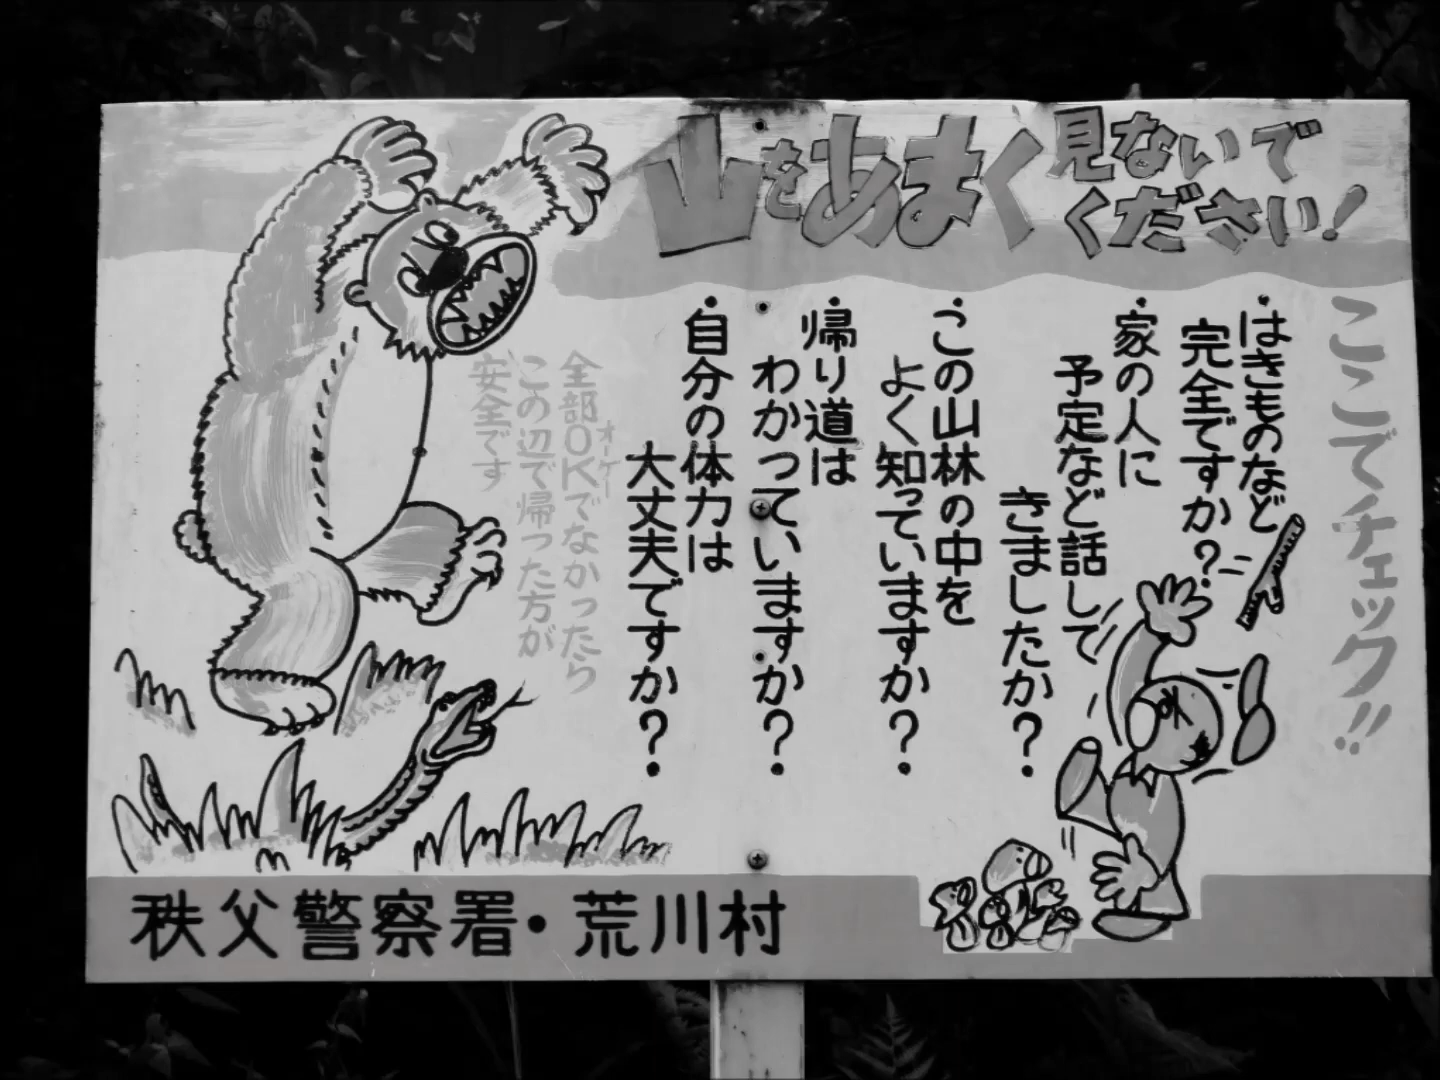 山をあまく見ないで
ください!
ここでチェック!!
・はきものなど
完全ですか?
・家の人に
予定など話して
きましたか?
・この山林の中を
よく知っていますか?
・帰り道は
わかっていますか?
・自分の体力は
大丈夫ですか?
オーケー
全部OKでなかったら
この辺で帰った方が
安全です
秩父警察署・荒川村